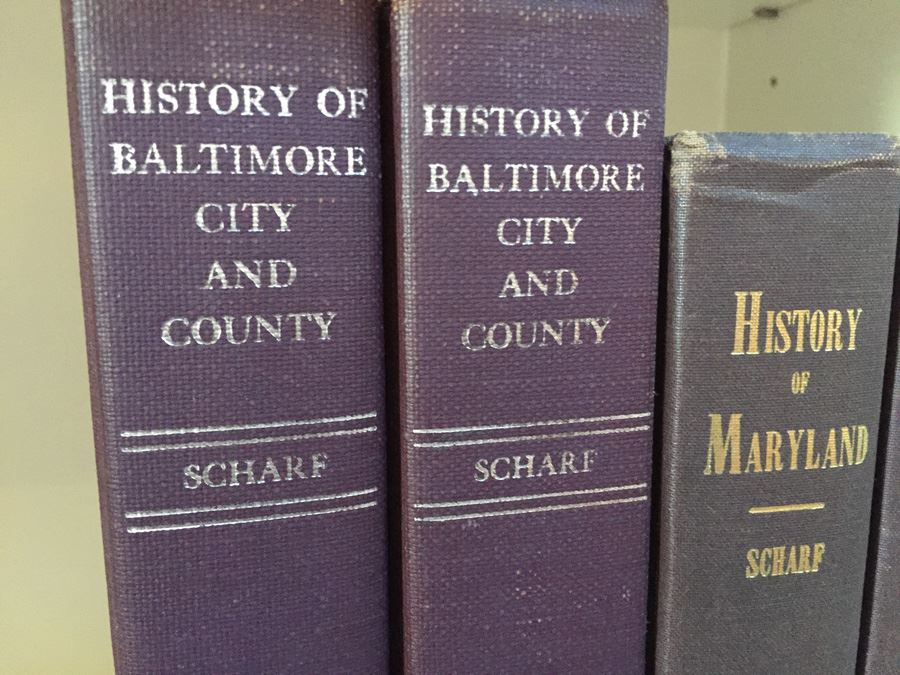 HISTORY OF
BALTIMORE
CITY
AND
COUNTY
SCHARF
HISTORY OF
BALTIMORE
CITY
AND
COUNTY
SCHARF
HISTORY
OF
MARYLAND
SCHARF